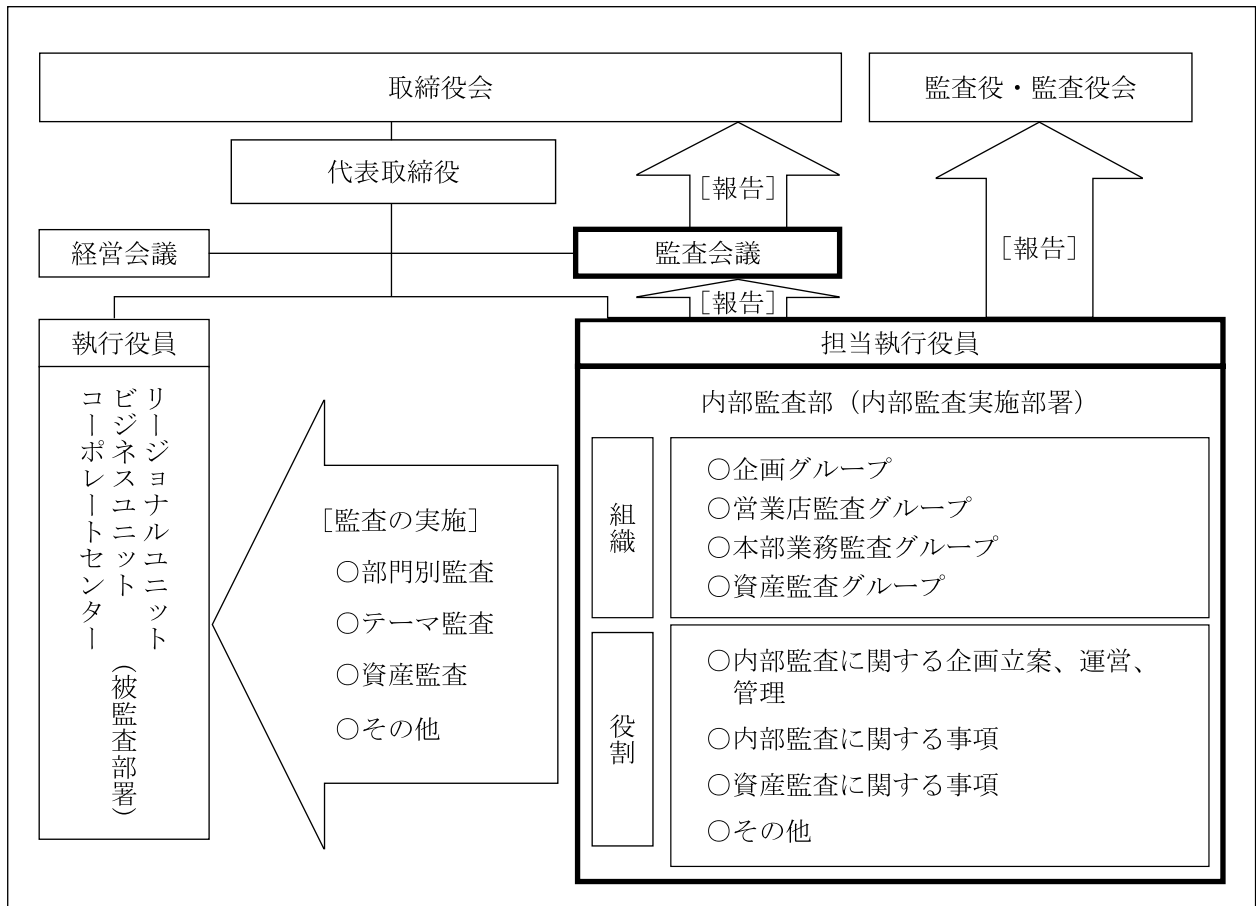 取締役会
監査役・監査役会
代表取締役
[報告]
[報告]
経営会議
監査会議
[報告]
執行役員
担当執行役員
リージョナルユニット
ビジネスユニット
コーポレートセンター
(被監査部署)
[監査の実施]
○部門別監査
○テーマ監査
○資産監査
○その他
内部監査部(内部監査実施部署)
組織
○企画グループ
○営業店監査グループ
○本部業務監査グループ
○資産監査グループ
役割
○内部監査に関する企画立案、運営、
管理
○内部監査に関する事項
○資産監査に関する事項
○その他